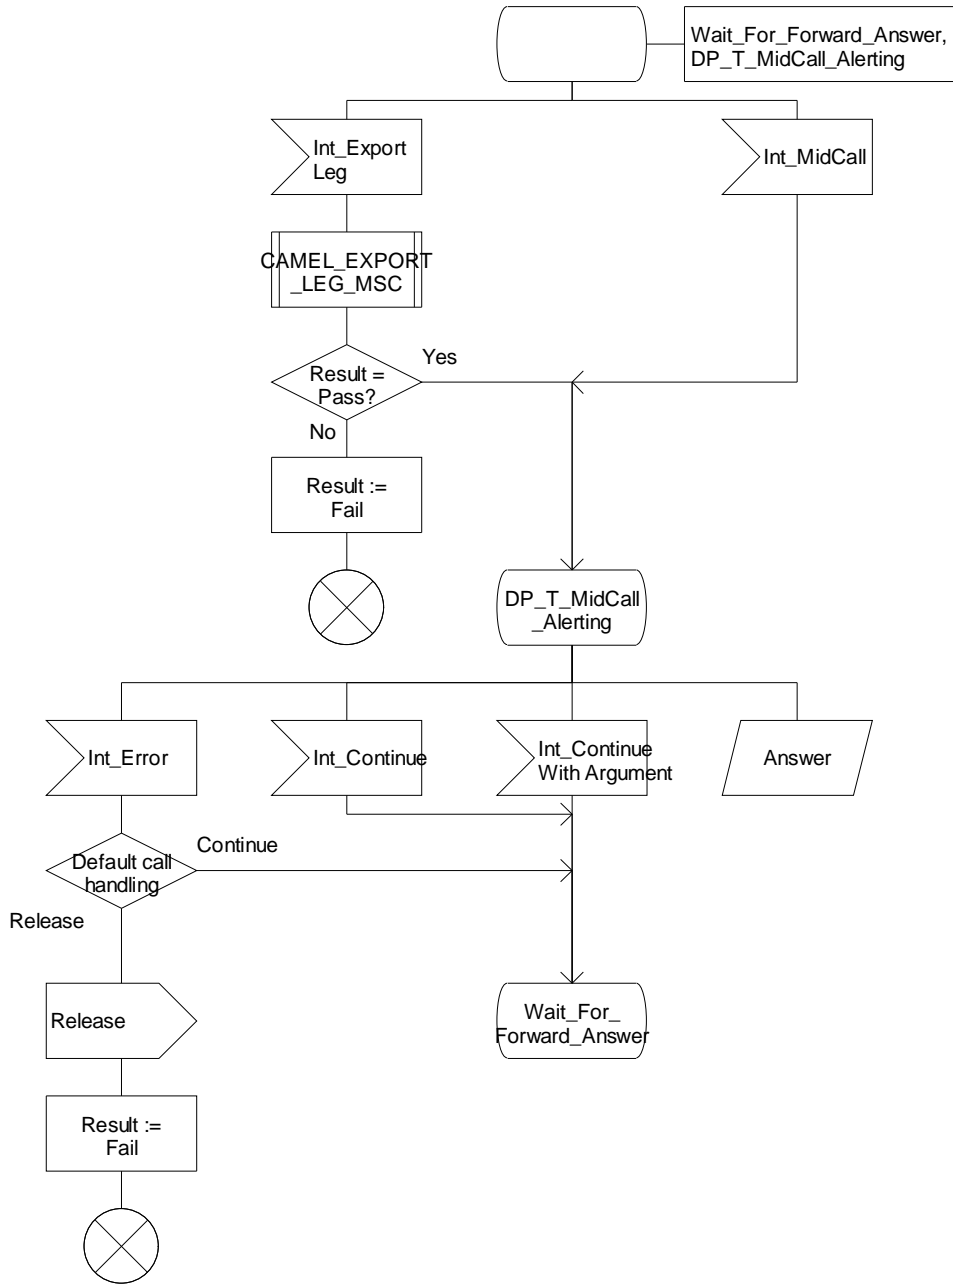 Wait_For_Forward_Answer,
DP_T_MidCall_Alerting
Int_Export
Leg
Int_MidCall
CAMEL_EXPORT
_LEG_MSC
Yes
Result =
Pass?
No
Result :=
Fail
DP_T_MidCall
_Alerting
Int_Error
Int_Continue
Int_Continue
With Argument
Answer
Continue
Default call
handling
Release
Release
Wait_For_
Forward_Answer
Result :=
Fail